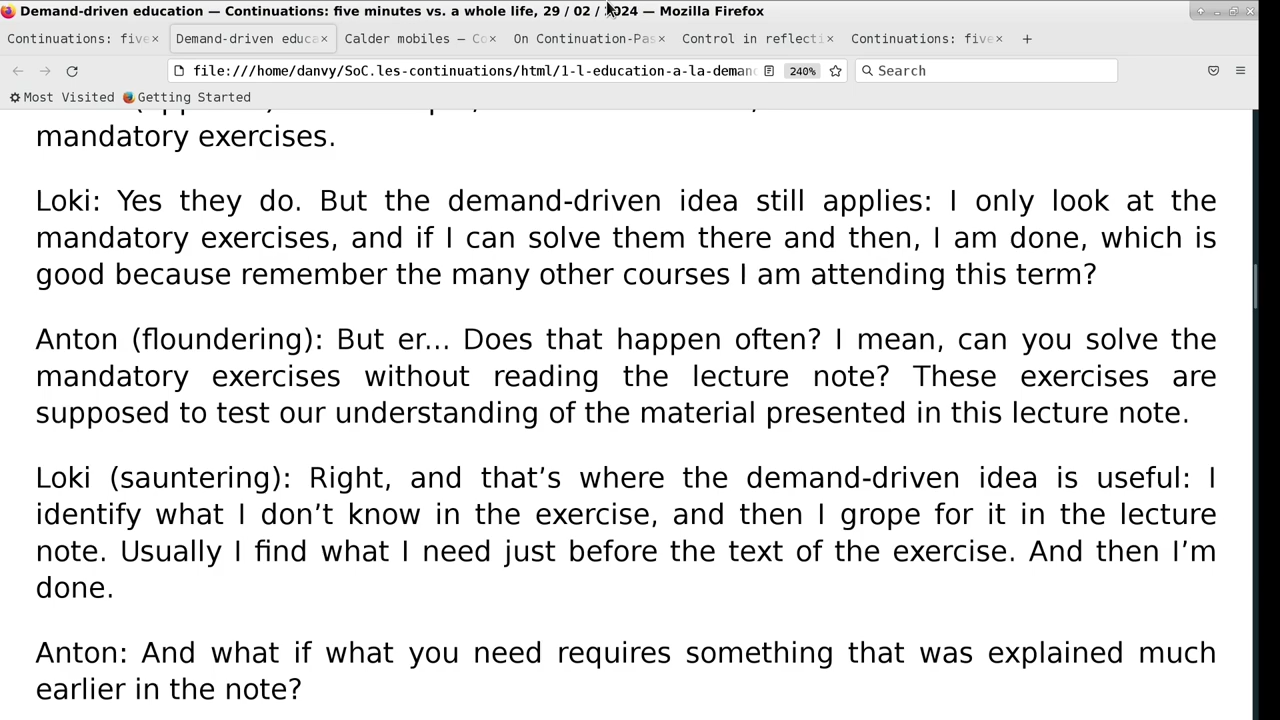 Demand-driven education — Continuations: five minutes vs. a whole life, 29 / 02 / 2024 — Mozilla Firefox
Continuations: five
Demand-driven educa
Calder mobiles — Co
On Continuation-Pas
Control in reflecti
Continuations: five
file:///home/danvy/SoC.les-continuations/html/1-l-education-a-la-deman
240%
Search
Most Visited
Getting Started
mandatory exercises.
Loki: Yes they do. But the demand-driven idea still applies: I only look at the
mandatory exercises, and if I can solve them there and then, I am done, which is
good because remember the many other courses I am attending this term?
Anton (floundering): But er... Does that happen often? I mean, can you solve the
mandatory exercises without reading the lecture note? These exercises are
supposed to test our understanding of the material presented in this lecture note.
Loki (sauntering): Right, and that’s where the demand-driven idea is useful: I
identify what I don’t know in the exercise, and then I grope for it in the lecture
note. Usually I find what I need just before the text of the exercise. And then I’m
done.
Anton: And what if what you need requires something that was explained much
earlier in the note?